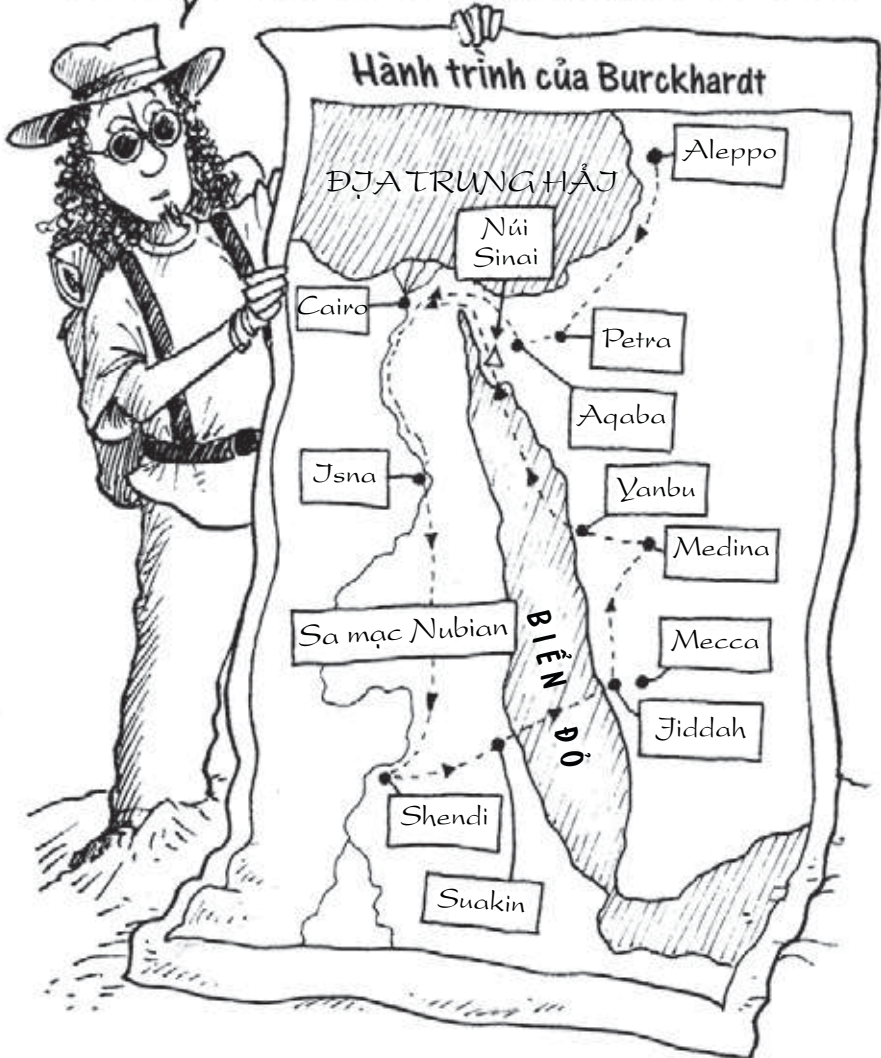 Hành trình của Burckhardt
Aleppo
ĐỊA TRUNG HẢI
Núi
Sinai
Cairo
Petra
Aqaba
Isna
Yanbu
Medina
Sa mạc Nubian
BIỂN ĐỎ
Mecca
Jiddah
Shendi
Suakin